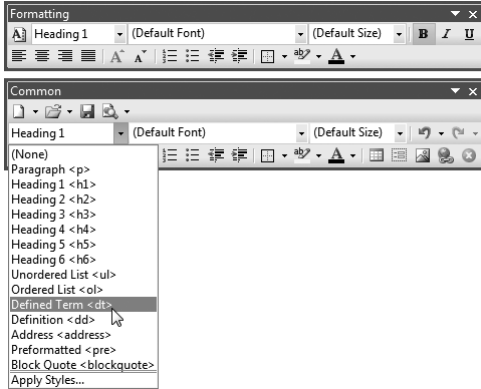 Formatting
Heading 1 (Default Font) (Default Size) B I U
A A A
Common
Heading 1 (Default Font) (Default Size)
ab A
(None)
Paragraph <p>
Heading 1 <h1>
Heading 2 <h2>
Heading 3 <h3>
Heading 4 <h4>
Heading 5 <h5>
Heading 6 <h6>
Unordered List <ul>
Ordered List <ol>
Defined Term <dt>
Definition <dd>
Address <address>
Preformatted <pre>
Block Quote <blockquote>
Apply Styles...